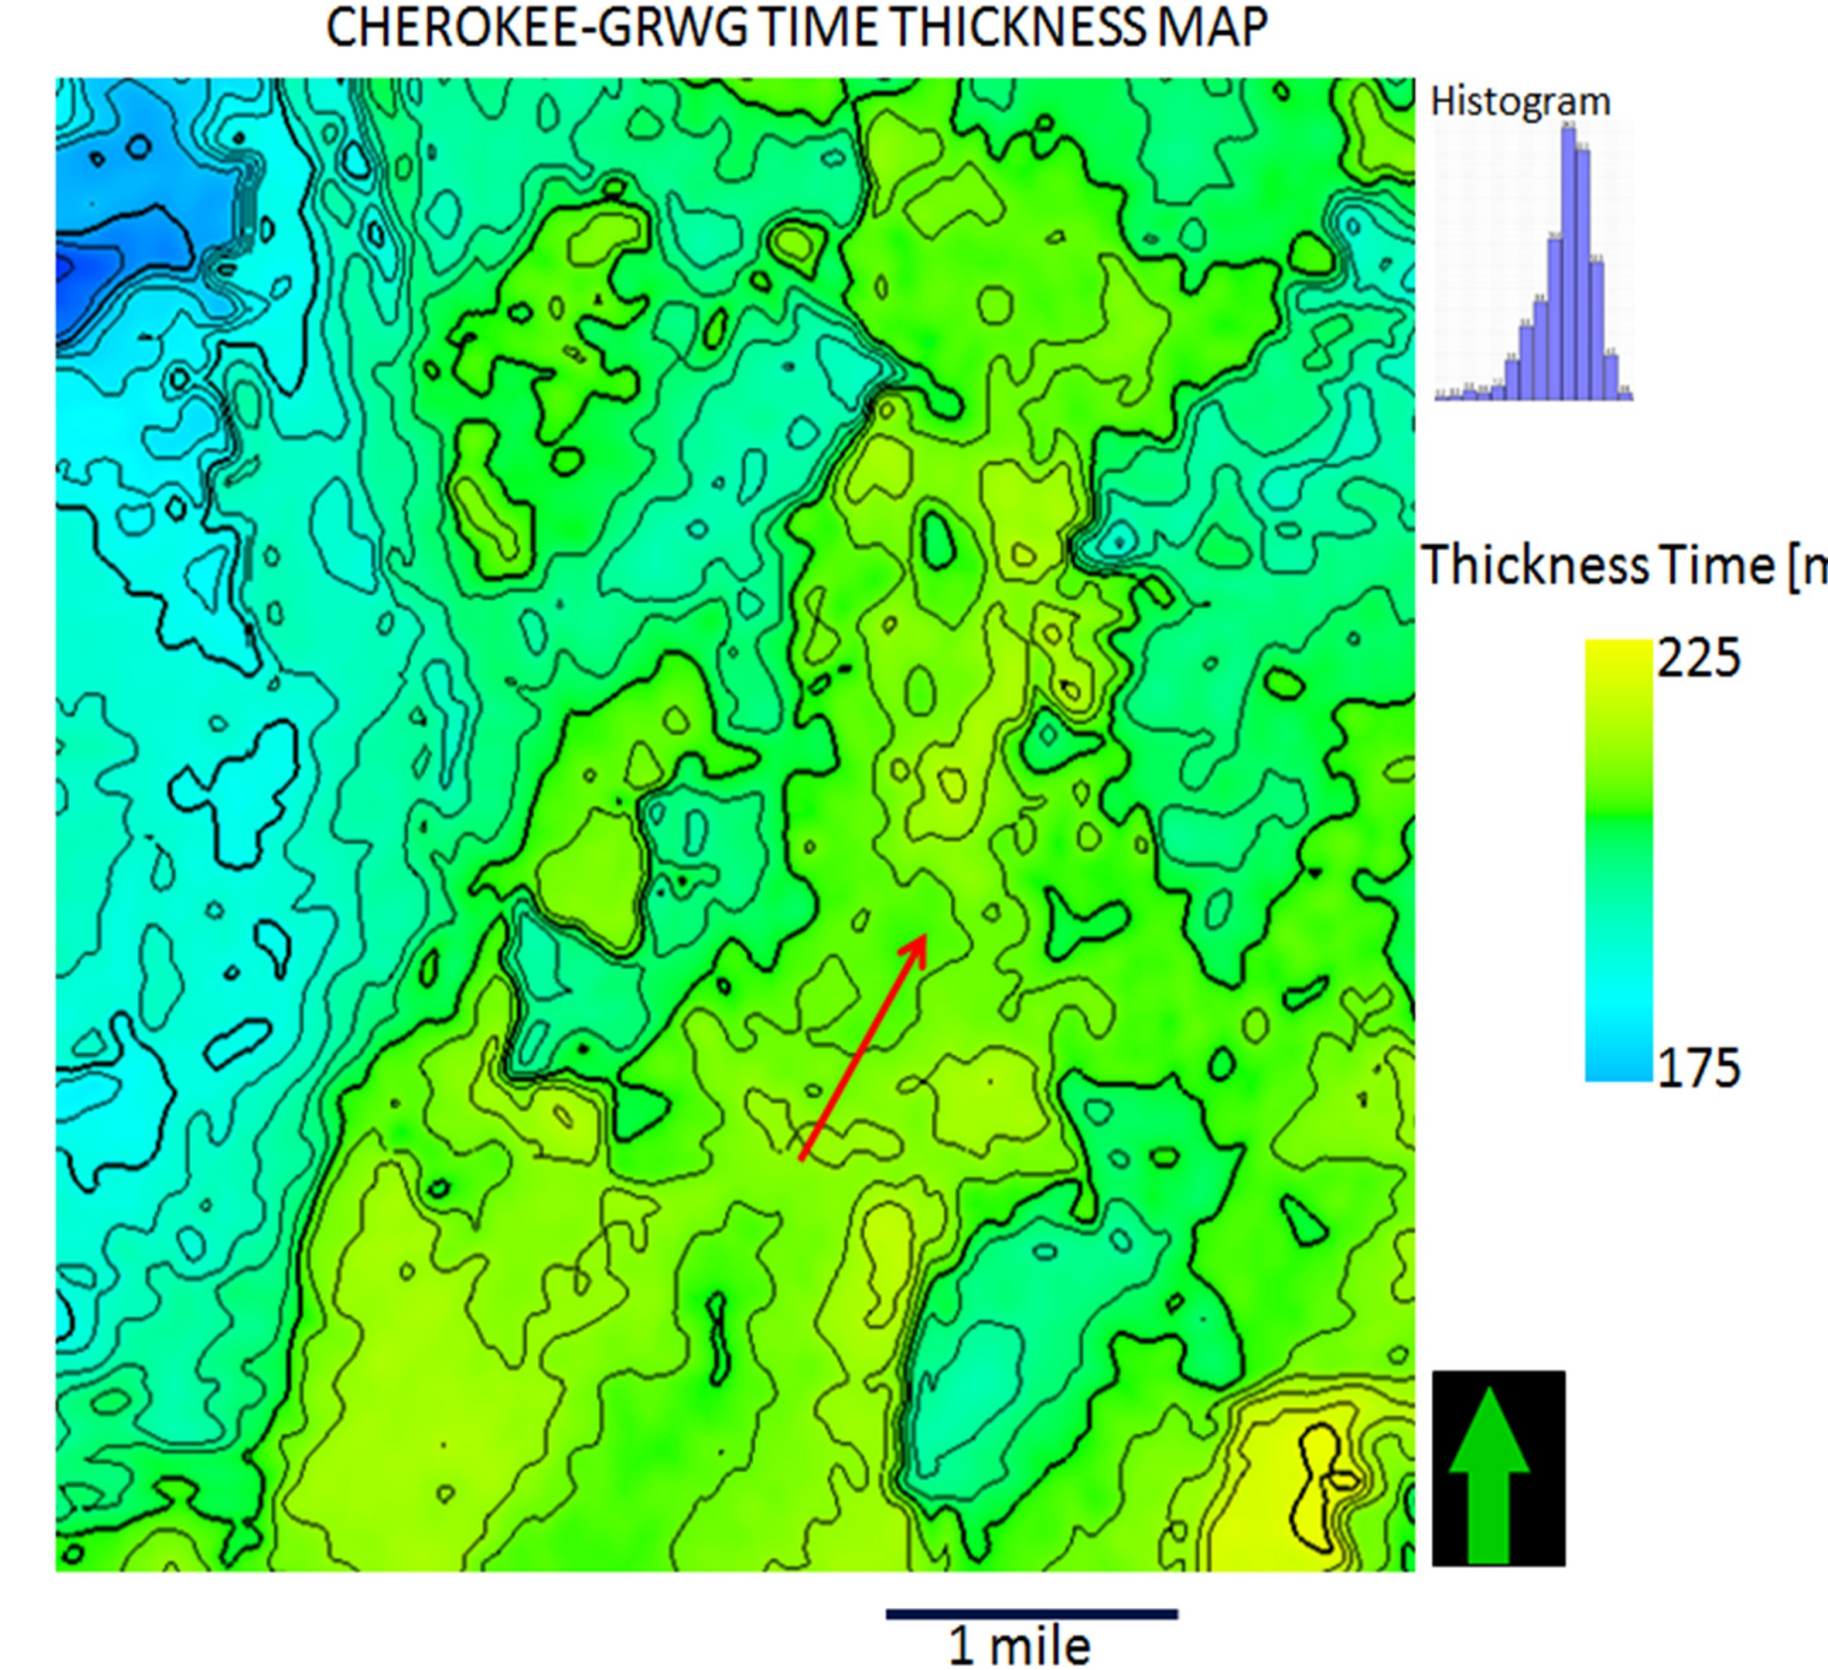 CHEROKEE-GRWG TIME THICKNESS MAP
Histogram
Thickness Time [m
225
175
1 mile